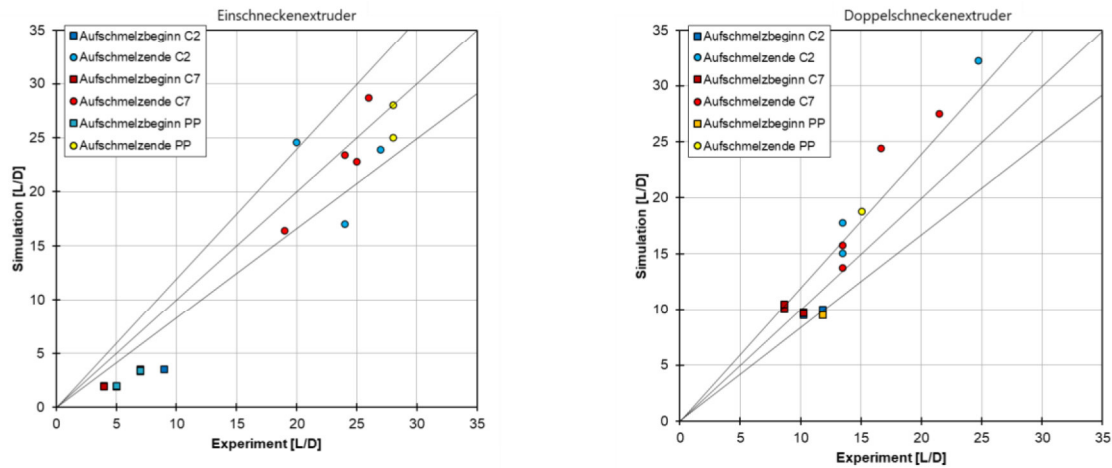 Einschneckenextruder
35
30
25
20
15
10
5
0
Simulation [L/D]
Aufschmelzbeginn C2
Aufschmelzende C2
Aufschmelzbeginn C7
Aufschmelzende C7
Aufschmelzbeginn PP
Aufschmelzende PP
0 5 10 15 20 25 30 35
Experiment [L/D]
Doppelschneckenextruder
35
30
25
20
15
10
5
0
Simulation [L/D]
Aufschmelzbeginn C2
Aufschmelzende C2
Aufschmelzbeginn C7
Aufschmelzende C7
Aufschmelzbeginn PP
Aufschmelzende PP
0 5 10 15 20 25 30 35
Experiment [L/D]